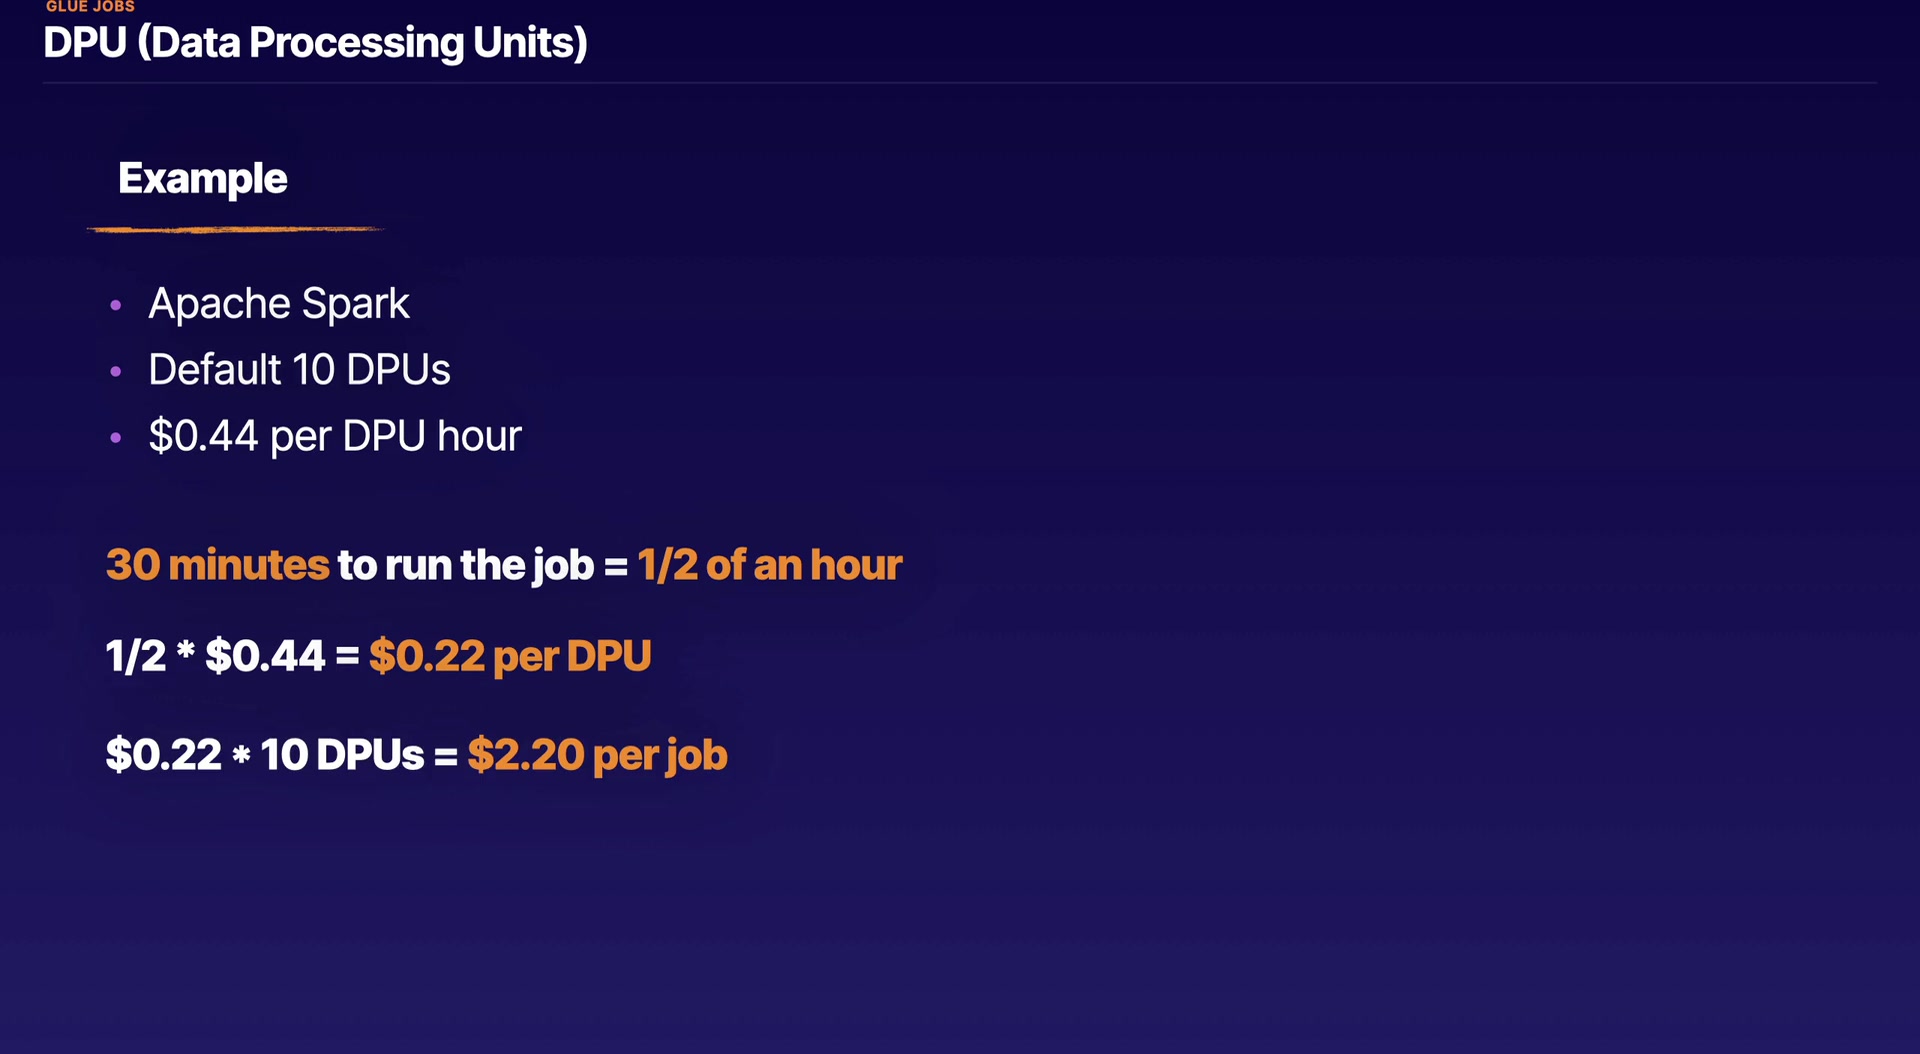 GLUE JOBS
DPU (Data Processing Units)
Example
• Apache Spark
• Default 10 DPUs
• $0.44 per DPU hour
30 minutes to run the job = 1/2 of an hour
1/2 * $0.44 = $0.22 per DPU
$0.22 * 10 DPUs = $2.20 per job